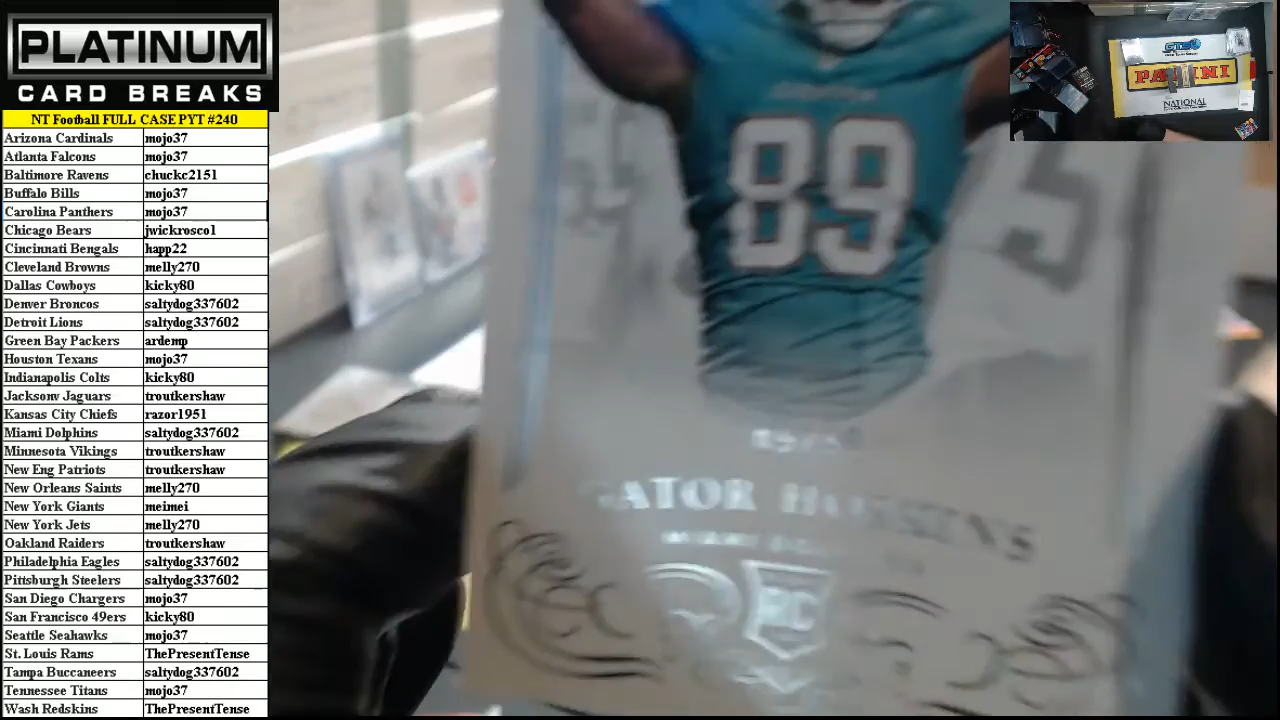 PLATINUM
CARD BREAKS
NT Football FULL CASE PYT #240
Arizona Cardinals mojo37
Atlanta Falcons mojo37
Baltimore Ravens chuckc2151
Buffalo Bills mojo37
Carolina Panthers mojo37
Chicago Bears jwickrosco1
Cincinnati Bengals happ22
Cleveland Browns melly270
Dallas Cowboys kicky80
Denver Broncos saltydog337602
Detroit Lions saltydog337602
Green Bay Packers ardemp
Houston Texans mojo37
Indianapolis Colts kicky80
Jacksonv Jaguars troutkershaw
Kansas City Chiefs razor1951
Miami Dolphins saltydog337602
Minnesota Vikings troutkershaw
New Eng Patriots troutkershaw
New Orleans Saints melly270
New York Giants meimei
New York Jets melly270
Oakland Raiders troutkershaw
Philadelphia Eagles saltydog337602
Pittsburgh Steelers saltydog337602
San Diego Chargers mojo37
San Francisco 49ers kicky80
Seattle Seahawks mojo37
St. Louis Rams ThePresentTense
Tampa Buccaneers saltydog337602
Tennessee Titans mojo37
Wash Redskins ThePresentTense
89
GATOR HOSKINS
MIAMI
RC
GTS
PANINI
NATIONAL